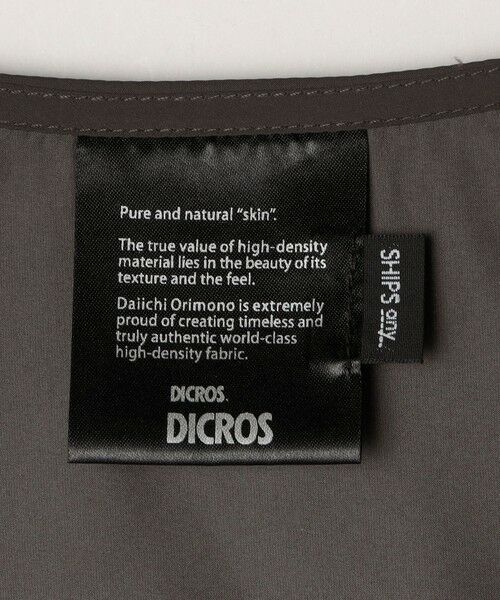 Pure and natural “skin”.
The true value of high-density
material lies in the beauty of its
texture and the feel.
Daiichi Orimono is extremely
proud of creating timeless and
truly authentic world-class
high-density fabric.
DICROS.
DICROS
SHIPS any.